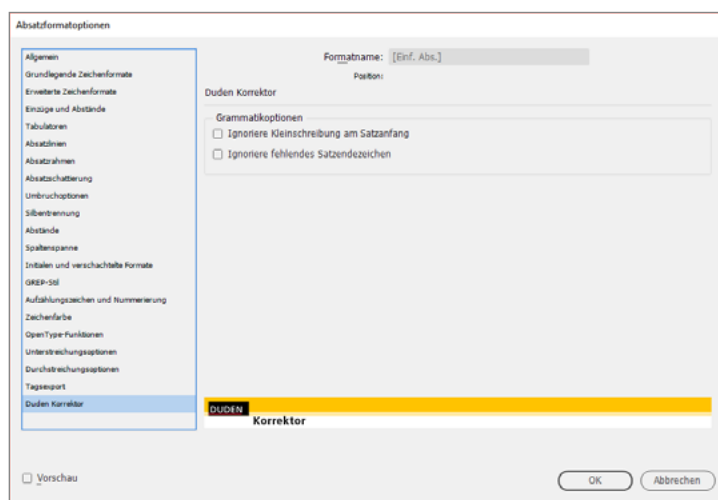 Absatzformatoptionen
Allgemein
Grundlegende Zeichenformate
Erweiterte Zeichenformate
Einzüge und Abstände
Tabulatoren
Absatzlinien
Absatzrahmen
Absatzschattierung
Umbruchoptionen
Silbentrennung
Abstände
Spaltenspanne
Initialen und verschachtelte Formate
GREP-Stil
Aufzählungszeichen und Nummerierung
Zeichenfarbe
OpenType-Funktionen
Unterstreichungsoptionen
Durchstreichungsoptionen
Tagsexport
Duden Korrektor
Formatname: [Einf. Abs.]
Position:
Duden Korrektor
Grammatikoptionen
Ignoriere Kleinschreibung am Satzanfang
Ignoriere fehlendes Satzendezeichen
DUDEN
Korrektor
Vorschau
OK
Abbrechen